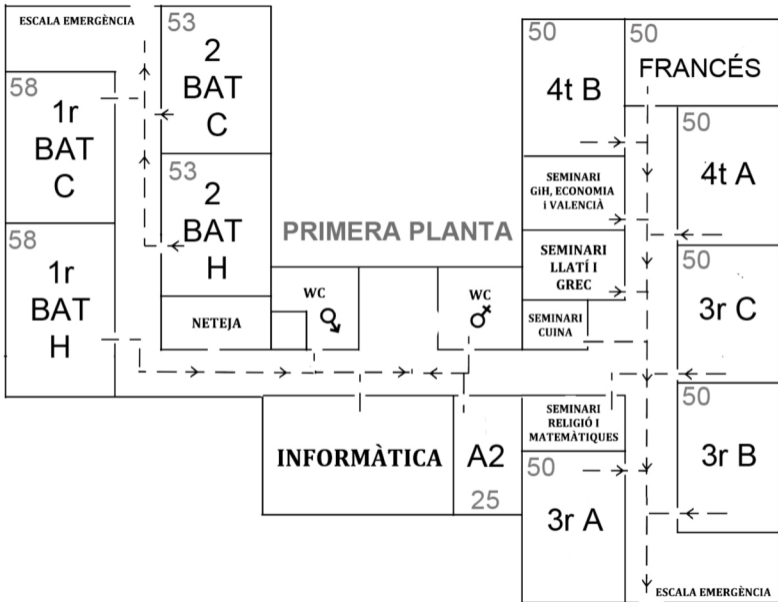 ESCALA EMERGÈNCIA
53
2
BAT
C
58
1r
BAT
C
53
2
BAT
H
58
1r
BAT
H
NETEJA
PRIMERA PLANTA
WC
WC
50
4t B
50
FRANCÉS
50
4t A
SEMINARI
GiH, ECONOMIA
i VALENCIÀ
SEMINARI
LLATÍ I
GREC
50
3r C
SEMINARI
CUINA
INFORMÀTICA
A2
25
SEMINARI
RELIGIÓ I
MATEMÀTIQUES
50
3r A
50
3r B
ESCALA EMERGÈNCIA